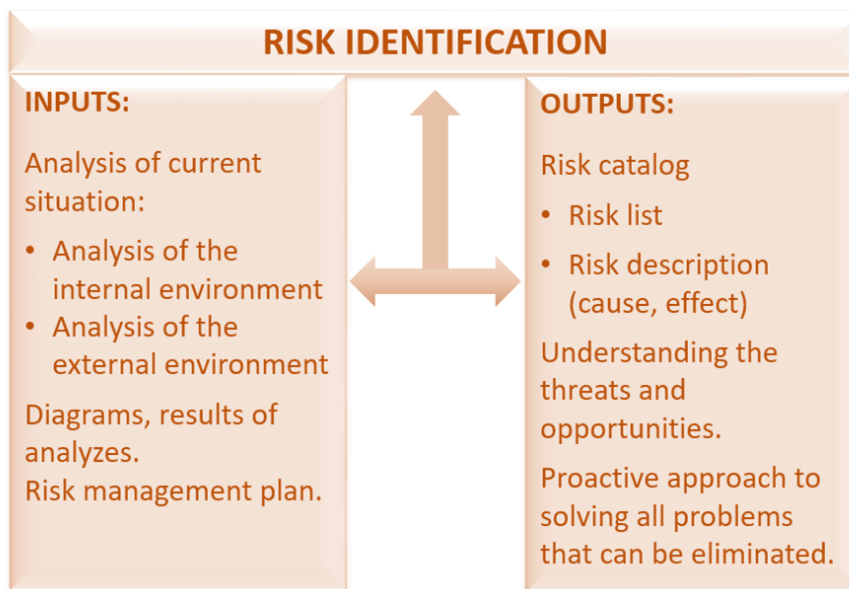 RISK IDENTIFICATION
INPUTS:
Analysis of current
situation:
• Analysis of the
internal environment
• Analysis of the
external environment
Diagrams, results of
analyzes.
Risk management plan.
OUTPUTS:
Risk catalog
• Risk list
• Risk description
(cause, effect)
Understanding the
threats and
opportunities.
Proactive approach to
solving all problems
that can be eliminated.